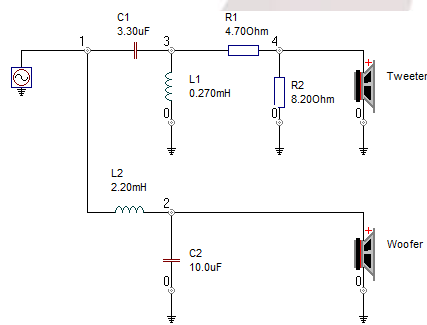 C1
3.30uF
R1
4.70Ohm
1
3
4
+
Tweeter
L1
0.270mH
R2
8.20Ohm
0
0
0
L2
2.20mH
2
+
Woofer
C2
10.0uF
0
0